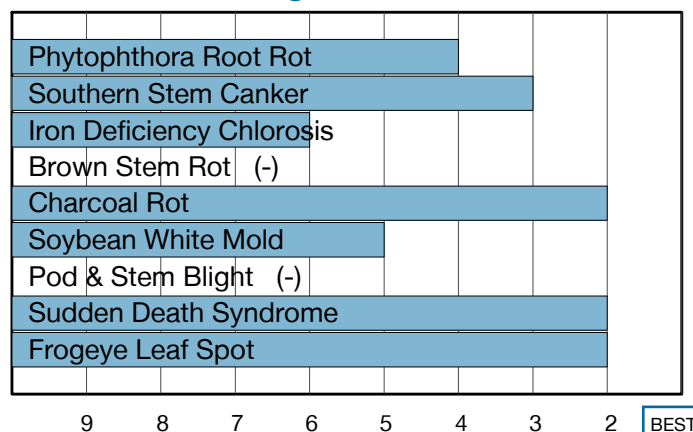 Phytophthora Root Rot
Southern Stem Canker
Iron Deficiency Chlorosis
Brown Stem Rot (-)
Charcoal Rot
Soybean White Mold
Pod & Stem Blight (-)
Sudden Death Syndrome
Frogeye Leaf Spot
9 8 7 6 5 4 3 2 BEST